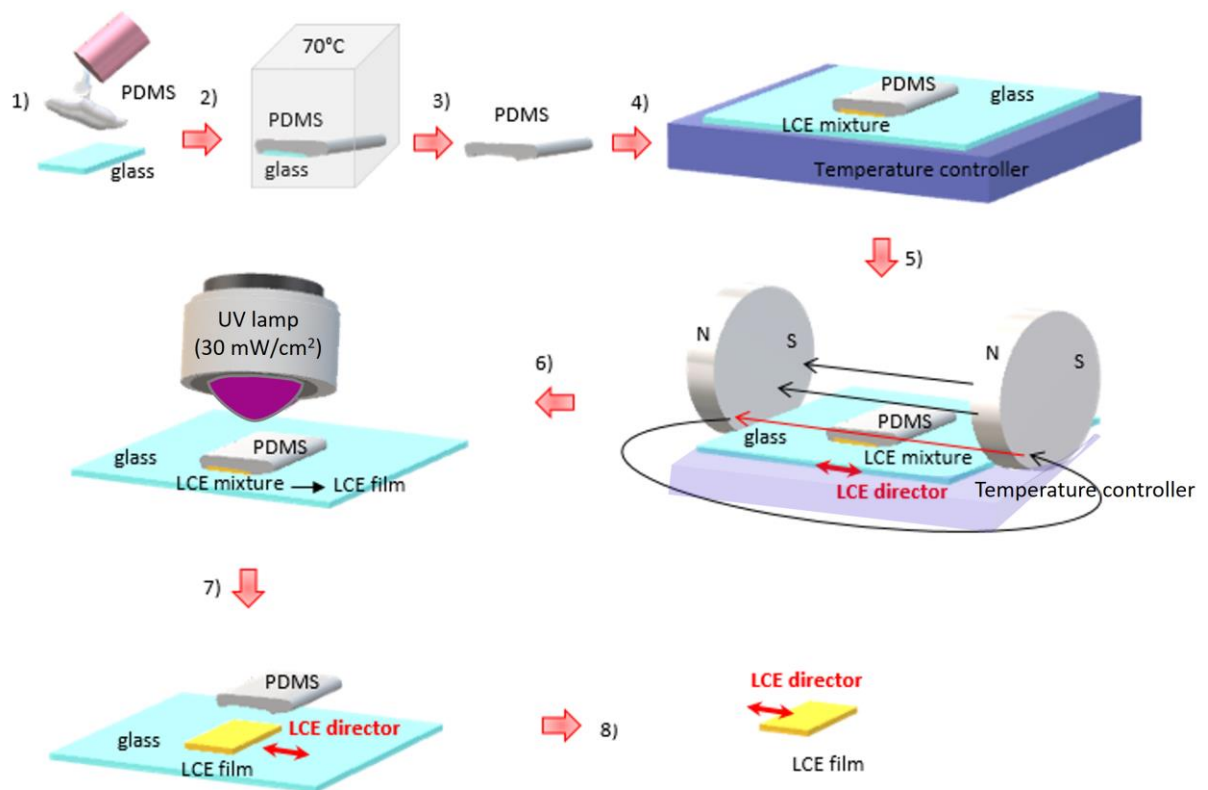 1)
PDMS
glass
2)
70°C
PDMS
glass
3)
PDMS
4)
PDMS
glass
LCE mixture
Temperature controller
5)
N
S
N
S
PDMS
glass
LCE mixture
LCE director
Temperature controller
6)
UV lamp
(30 mW/cm²)
PDMS
glass
LCE mixture
LCE film
7)
PDMS
LCE director
glass
LCE film
8)
LCE director
LCE film